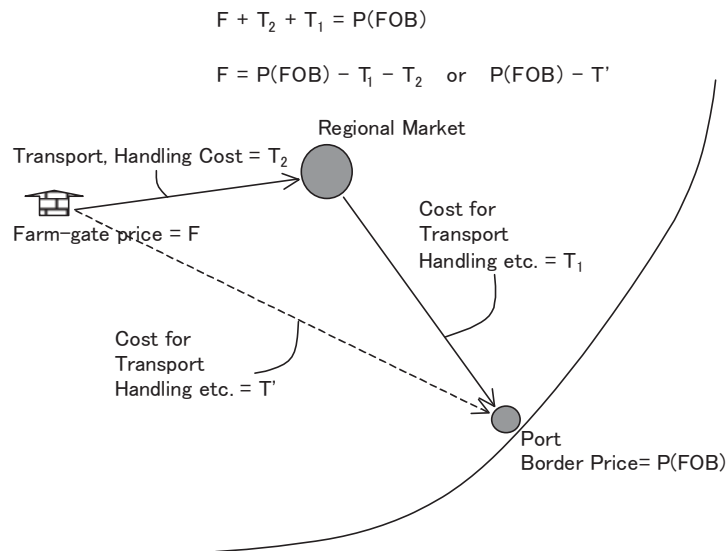 F + T₂ + T₁ = P(FOB)
F = P(FOB) − T₁ − T₂ or P(FOB) − T'
Regional Market
Transport, Handling Cost = T₂
Farm-gate price = F
Cost for
Transport
Handling etc. = T₁
Cost for
Transport
Handling etc. = T'
Port
Border Price= P(FOB)